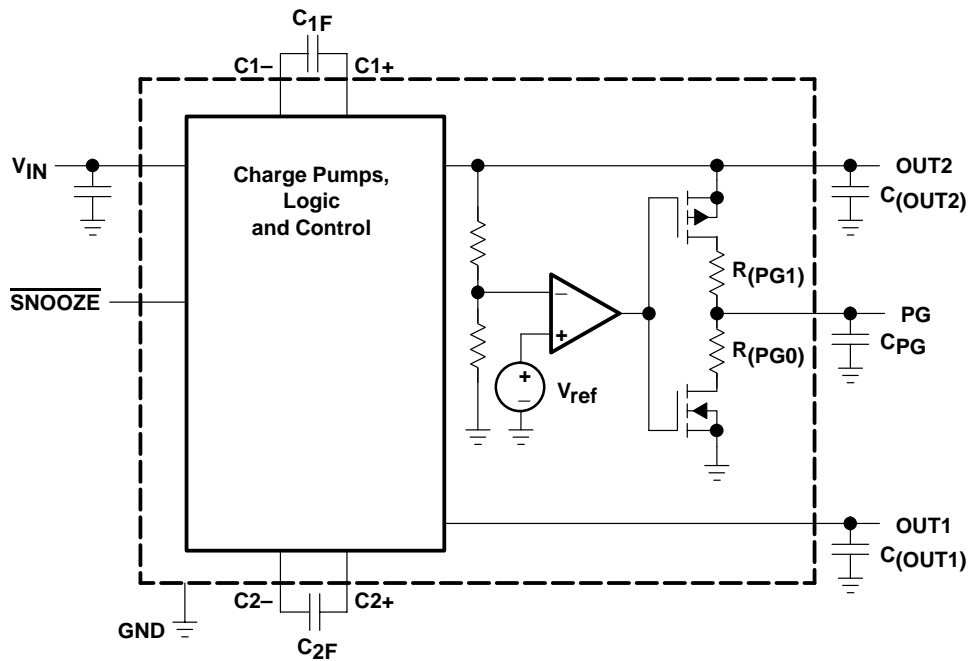 C1F
C1– C1+
VIN
Charge Pumps,
Logic
and Control
OUT2
C(OUT2)
R(PG1)
SNOOZE
–
+
PG
CPG
R(PG0)
+
–
Vref
OUT1
C(OUT1)
C2– C2+
GND
C2F